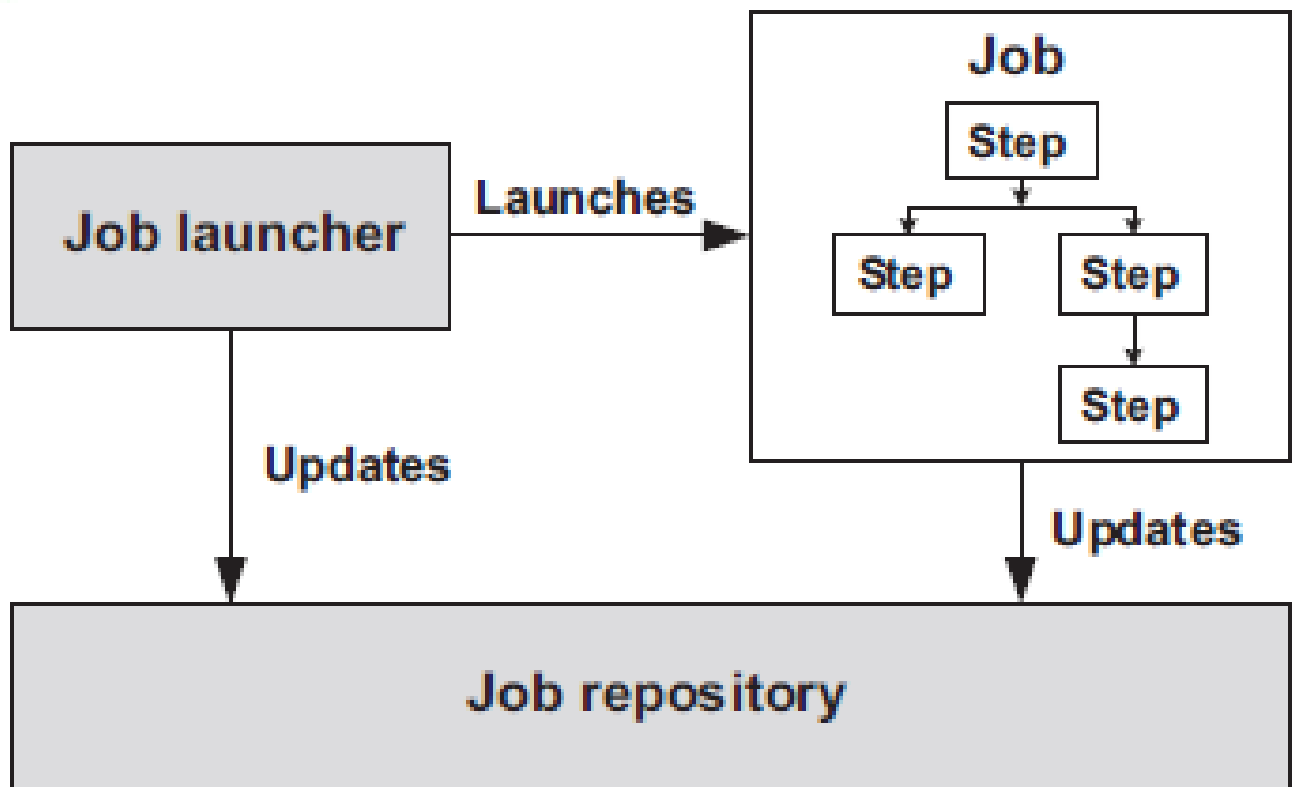 Job
Step
Job launcher
Launches
Step
Step
Step
Updates
Updates
Job repository